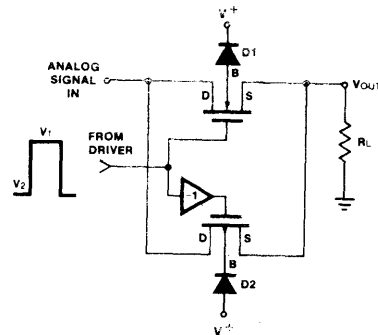 V+
D1
ANALOG
SIGNAL
IN
B
D S
VOUT
V1
FROM
DRIVER
RL
V2
-1
D S
B
D2